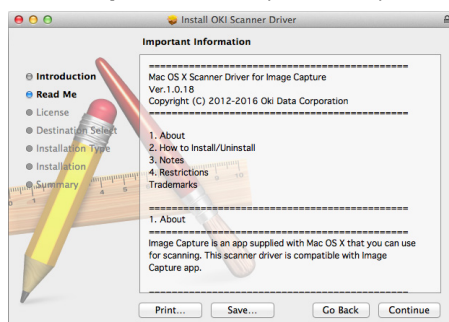 Install OKI Scanner Driver
Important Information
Introduction
Read Me
License
Destination Select
Installation Type
Installation
Summary
==================================================
Mac OS X Scanner Driver for Image Capture
Ver.1.0.18
Copyright (C) 2012-2016 Oki Data Corporation
==================================================
1. About
2. How to Install/Uninstall
3. Notes
4. Restrictions
Trademarks
==================================================
1. About
==================================================
Image Capture is an app supplied with Mac OS X that you can use
for scanning. This scanner driver is compatible with Image
Capture app.
==================================================
Print... Save... Go Back Continue